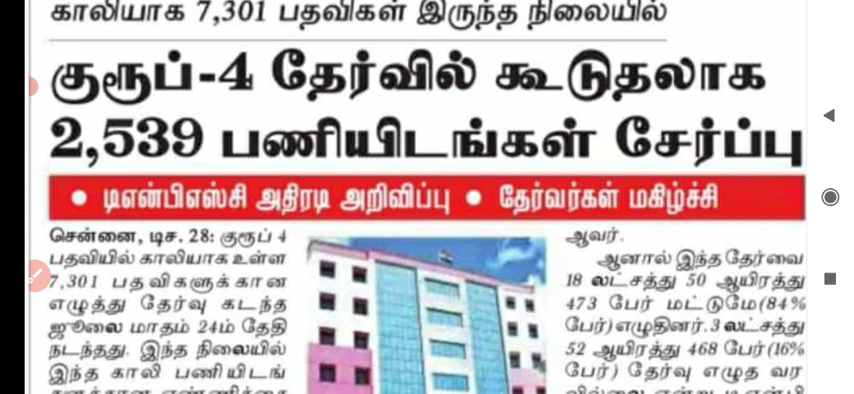 காலியாக 7,301 பதவிகள் இருந்த நிலையில்
குரூப்-4 தேர்வில் கூடுதலாக
2,539 பணியிடங்கள் சேர்ப்பு
• டிஎன்பிஎஸ்சி அதிரடி அறிவிப்பு • தேர்வர்கள் மகிழ்ச்சி
சென்னை, டிச. 28: குரூப் 4
பதவியில் காலியாக உள்ள
7,301 பதவிகளுக்கான
எழுத்து தேர்வு கடந்த
ஜூலை மாதம் 24ம் தேதி
நடந்தது. இந்த நிலையில்
இந்த காலி பணியிடங்
ஆவர்.
ஆனால் இந்த தேர்வை
18 லட்சத்து 50 ஆயிரத்து
473 பேர் மட்டுமே(84%
பேர்)எழுதினர்.3 லட்சத்து
52 ஆயிரத்து 468 பேர்(16%
பேர்) தேர்வு எழுத வர